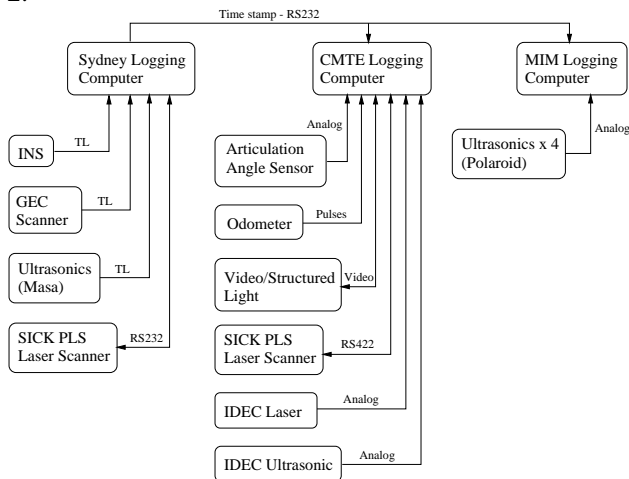 Time stamp - RS232
Sydney Logging
Computer
CMTE Logging
Computer
MIM Logging
Computer
INS
TL
GEC
Scanner
TL
Ultrasonics
(Masa)
TL
SICK PLS
Laser Scanner
RS232
Analog
Articulation
Angle Sensor
Odometer
Pulses
Video/Structured
Light
Video
SICK PLS
Laser Scanner
RS422
IDEC Laser
Analog
IDEC Ultrasonic
Analog
Ultrasonics x 4
(Polaroid)
Analog